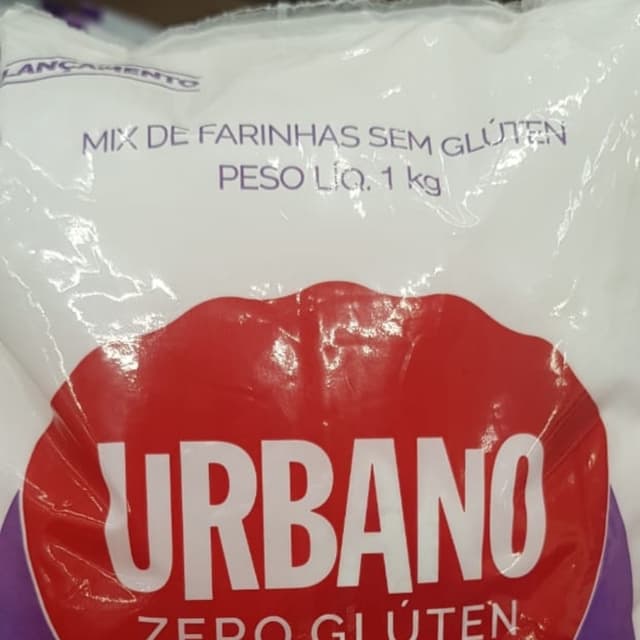 LANÇAMENTO
MIX DE FARINHAS SEM GLÚTEN
PESO LÍQ. 1 kg
URBANO
ZERO GLÚTEN